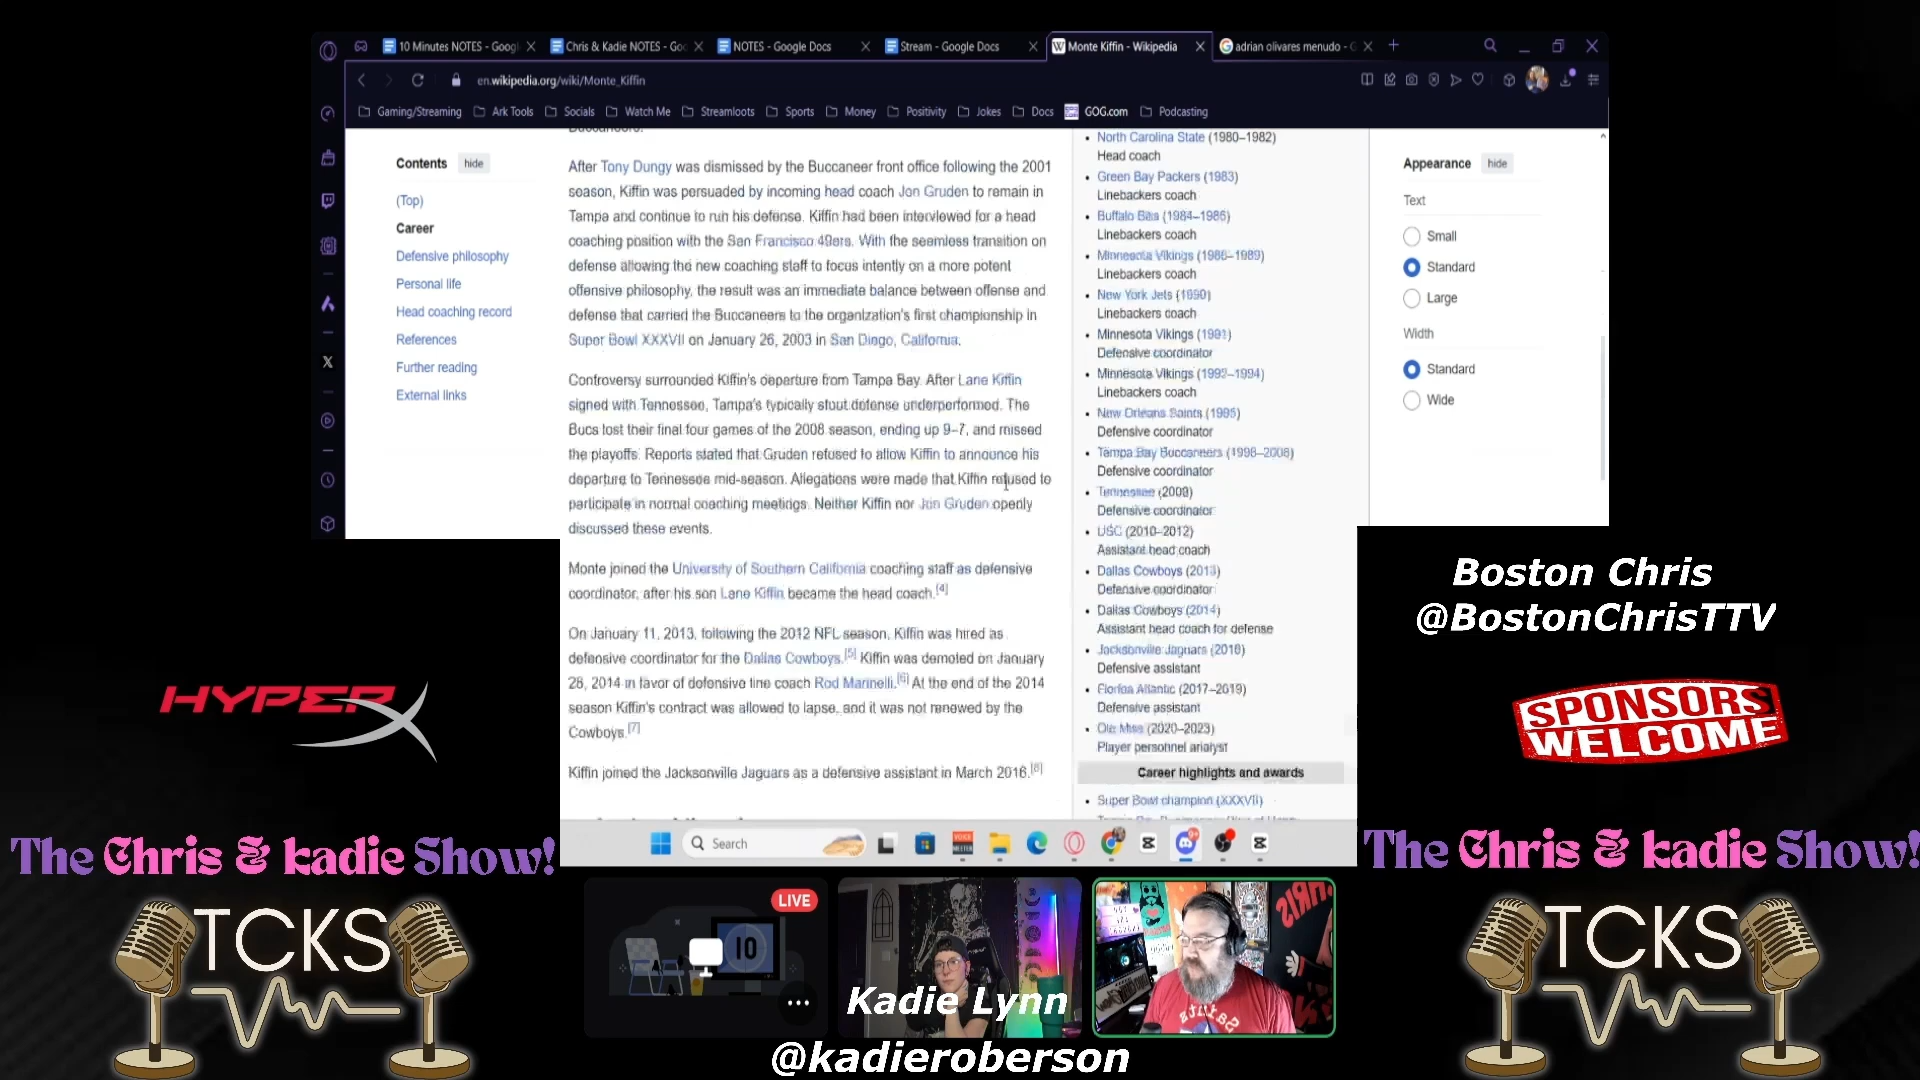 10 Minutes NOTES - Googl
Chris & Kadie NOTES - Goo
NOTES - Google Docs
Stream - Google Docs
Monte Kiffin - Wikipedia
adrian olivares menudo - G
en.wikipedia.org/wiki/Monte_Kiffin
Gaming/Streaming
Ark Tools
Socials
Watch Me
Streamloots
Sports
Money
Positivity
Jokes
Docs
GOG.com
Podcasting
Contents hide
(Top)
Career
Defensive philosophy
Personal life
Head coaching record
References
Further reading
External links
Buccaneers.
After Tony Dungy was dismissed by the Buccaneer front office following the 2001
season, Kiffin was persuaded by incoming head coach Jon Gruden to remain in
Tampa and continue to run his defense. Kiffin had been interviewed for a head
coaching position with the San Francisco 49ers. With the seamless transition on
defense allowing the new coaching staff to focus intently on a more potent
offensive philosophy, the result was an immediate balance between offense and
defense that carried the Buccaneers to the organization's first championship in
Super Bowl XXXVII on January 26, 2003 in San Diego, California.
Controversy surrounded Kiffin's departure from Tampa Bay. After Lane Kiffin
signed with Tennessee, Tampa's typically stout defense underperformed. The
Bucs lost their final four games of the 2008 season, ending up 9–7, and missed
the playoffs. Reports stated that Gruden refused to allow Kiffin to announce his
departure to Tennessee mid-season. Allegations were made that Kiffin refused to
participate in normal coaching meetings. Neither Kiffin nor Jon Gruden openly
discussed these events.
Monte joined the University of Southern California coaching staff as defensive
coordinator, after his son Lane Kiffin became the head coach.[4]
On January 11, 2013, following the 2012 NFL season, Kiffin was hired as
defensive coordinator for the Dallas Cowboys.[5] Kiffin was demoted on January
28, 2014 in favor of defensive line coach Rod Marinelli.[6] At the end of the 2014
season Kiffin's contract was allowed to lapse, and it was not renewed by the
Cowboys.[7]
Kiffin joined the Jacksonville Jaguars as a defensive assistant in March 2016.[8]
North Carolina State (1980–1982)
Head coach
Green Bay Packers (1983)
Linebackers coach
Buffalo Bills (1984–1985)
Linebackers coach
Minnesota Vikings (1986–1989)
Linebackers coach
New York Jets (1990)
Linebackers coach
Minnesota Vikings (1991)
Defensive coordinator
Minnesota Vikings (1992–1994)
Linebackers coach
New Orleans Saints (1995)
Defensive coordinator
Tampa Bay Buccaneers (1996–2008)
Defensive coordinator
Tennessee (2009)
Defensive coordinator
USC (2010–2012)
Assistant head coach
Dallas Cowboys (2013)
Defensive coordinator
Dallas Cowboys (2014)
Assistant head coach for defense
Jacksonville Jaguars (2016)
Defensive assistant
Florida Atlantic (2017–2019)
Defensive assistant
Ole Miss (2020–2023)
Player personnel analyst
Career highlights and awards
Super Bowl champion (XXXVII)
Appearance hide
Text
Small
Standard
Large
Width
Standard
Wide
Boston Chris
@BostonChrisTTV
HYPERX
SPONSORS
WELCOME
The Chris & kadie Show!
The Chris & kadie Show!
TCKS
TCKS
Search
LIVE
10
Kadie Lynn
@kadieroberson